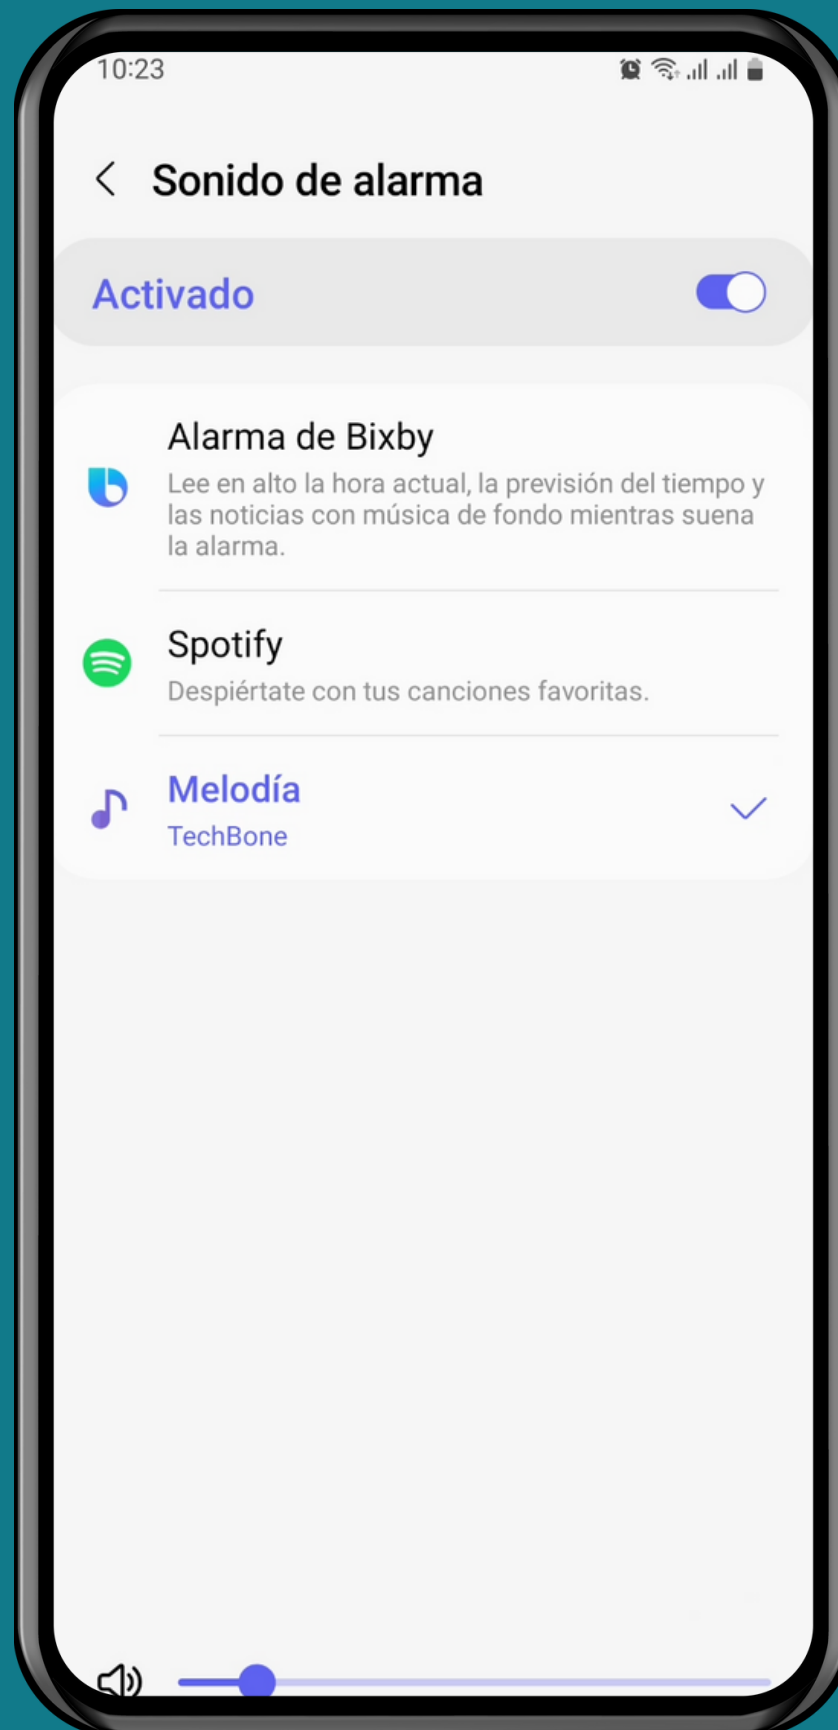 10:23
Sonido de alarma
Activado
Alarma de Bixby
Lee en alto la hora actual, la previsión del tiempo y
las noticias con música de fondo mientras suena
la alarma.
Spotify
Despiértate con tus canciones favoritas.
Melodía
TechBone